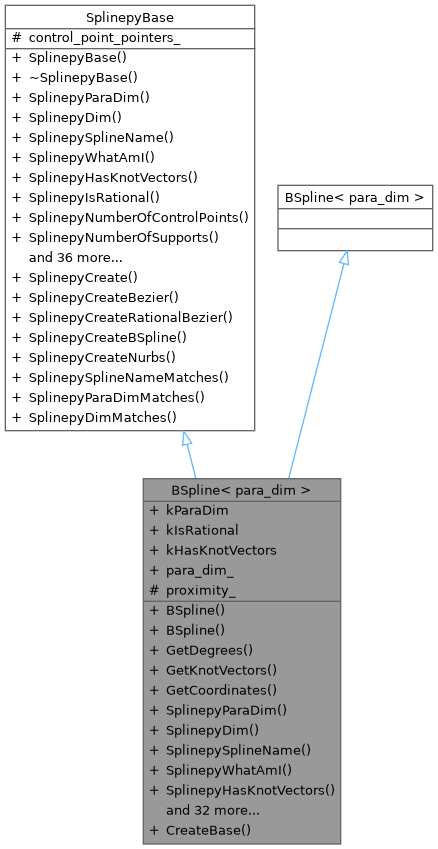 SplinepyBase
# control_point_pointers_
+ SplinepyBase()
+ ~SplinepyBase()
+ SplinepyParaDim()
+ SplinepyDim()
+ SplinepySplineName()
+ SplinepyWhatAmI()
+ SplinepyHasKnotVectors()
+ SplinepyIsRational()
+ SplinepyNumberOfControlPoints()
+ SplinepyNumberOfSupports()
and 36 more...
+ SplinepyCreate()
+ SplinepyCreateBezier()
+ SplinepyCreateRationalBezier()
+ SplinepyCreateBSpline()
+ SplinepyCreateNurbs()
+ SplinepySplineNameMatches()
+ SplinepyParaDimMatches()
+ SplinepyDimMatches()
BSpline< para_dim >
BSpline< para_dim >
+ kParaDim
+ kIsRational
+ kHasKnotVectors
+ para_dim_
# proximity_
+ BSpline()
+ BSpline()
+ GetDegrees()
+ GetKnotVectors()
+ GetCoordinates()
+ SplinepyParaDim()
+ SplinepyDim()
+ SplinepySplineName()
+ SplinepyWhatAmI()
+ SplinepyHasKnotVectors()
and 32 more...
+ CreateBase()